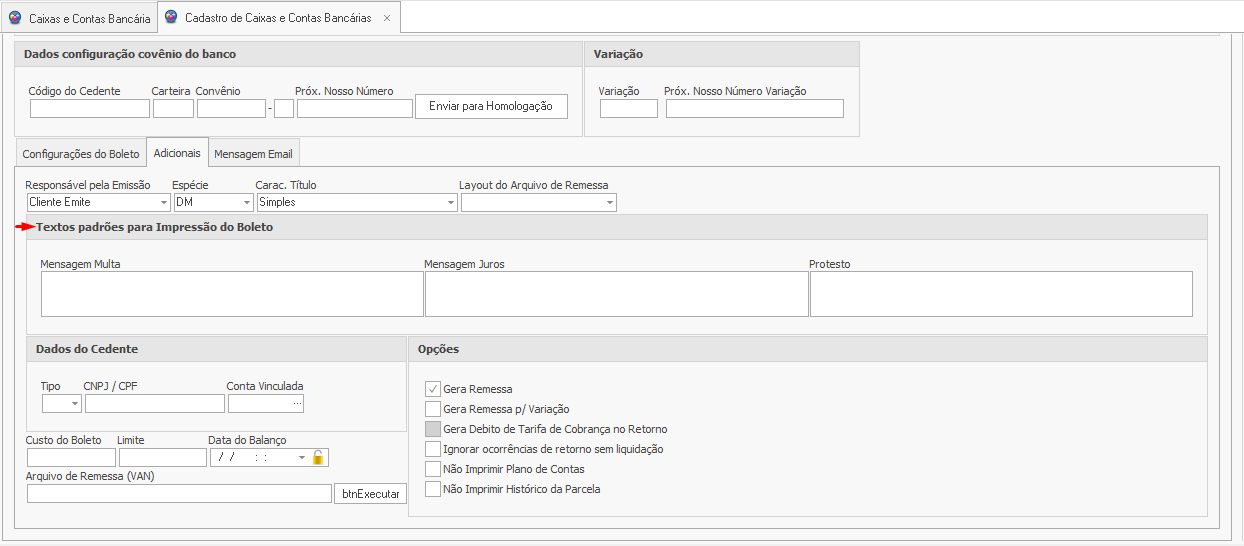 Caixas e Contas Bancária
Cadastro de Caixas e Contas Bancárias ×
Dados configuração covênio do banco
Variação
Código do Cedente Carteira Convênio Próx. Nosso Número
- Enviar para Homologação
Variação Próx. Nosso Número Variação
Configurações do Boleto Adicionais Mensagem Email
Responsável pela Emissão Espécie Carac. Título Layout do Arquivo de Remessa
Cliente Emite DM Simples
Textos padrões para Impressão do Boleto
Mensagem Multa Mensagem Juros Protesto
Dados do Cedente
Tipo CNPJ / CPF Conta Vinculada
...
Custo do Boleto Limite Data do Balanço
/ / : :
Arquivo de Remessa (VAN)
btnExecutar
Opções
Gera Remessa
Gera Remessa p/ Variação
Gera Debito de Tarifa de Cobrança no Retorno
Ignorar ocorrências de retorno sem liquidação
Não Imprimir Plano de Contas
Não Imprimir Histórico da Parcela